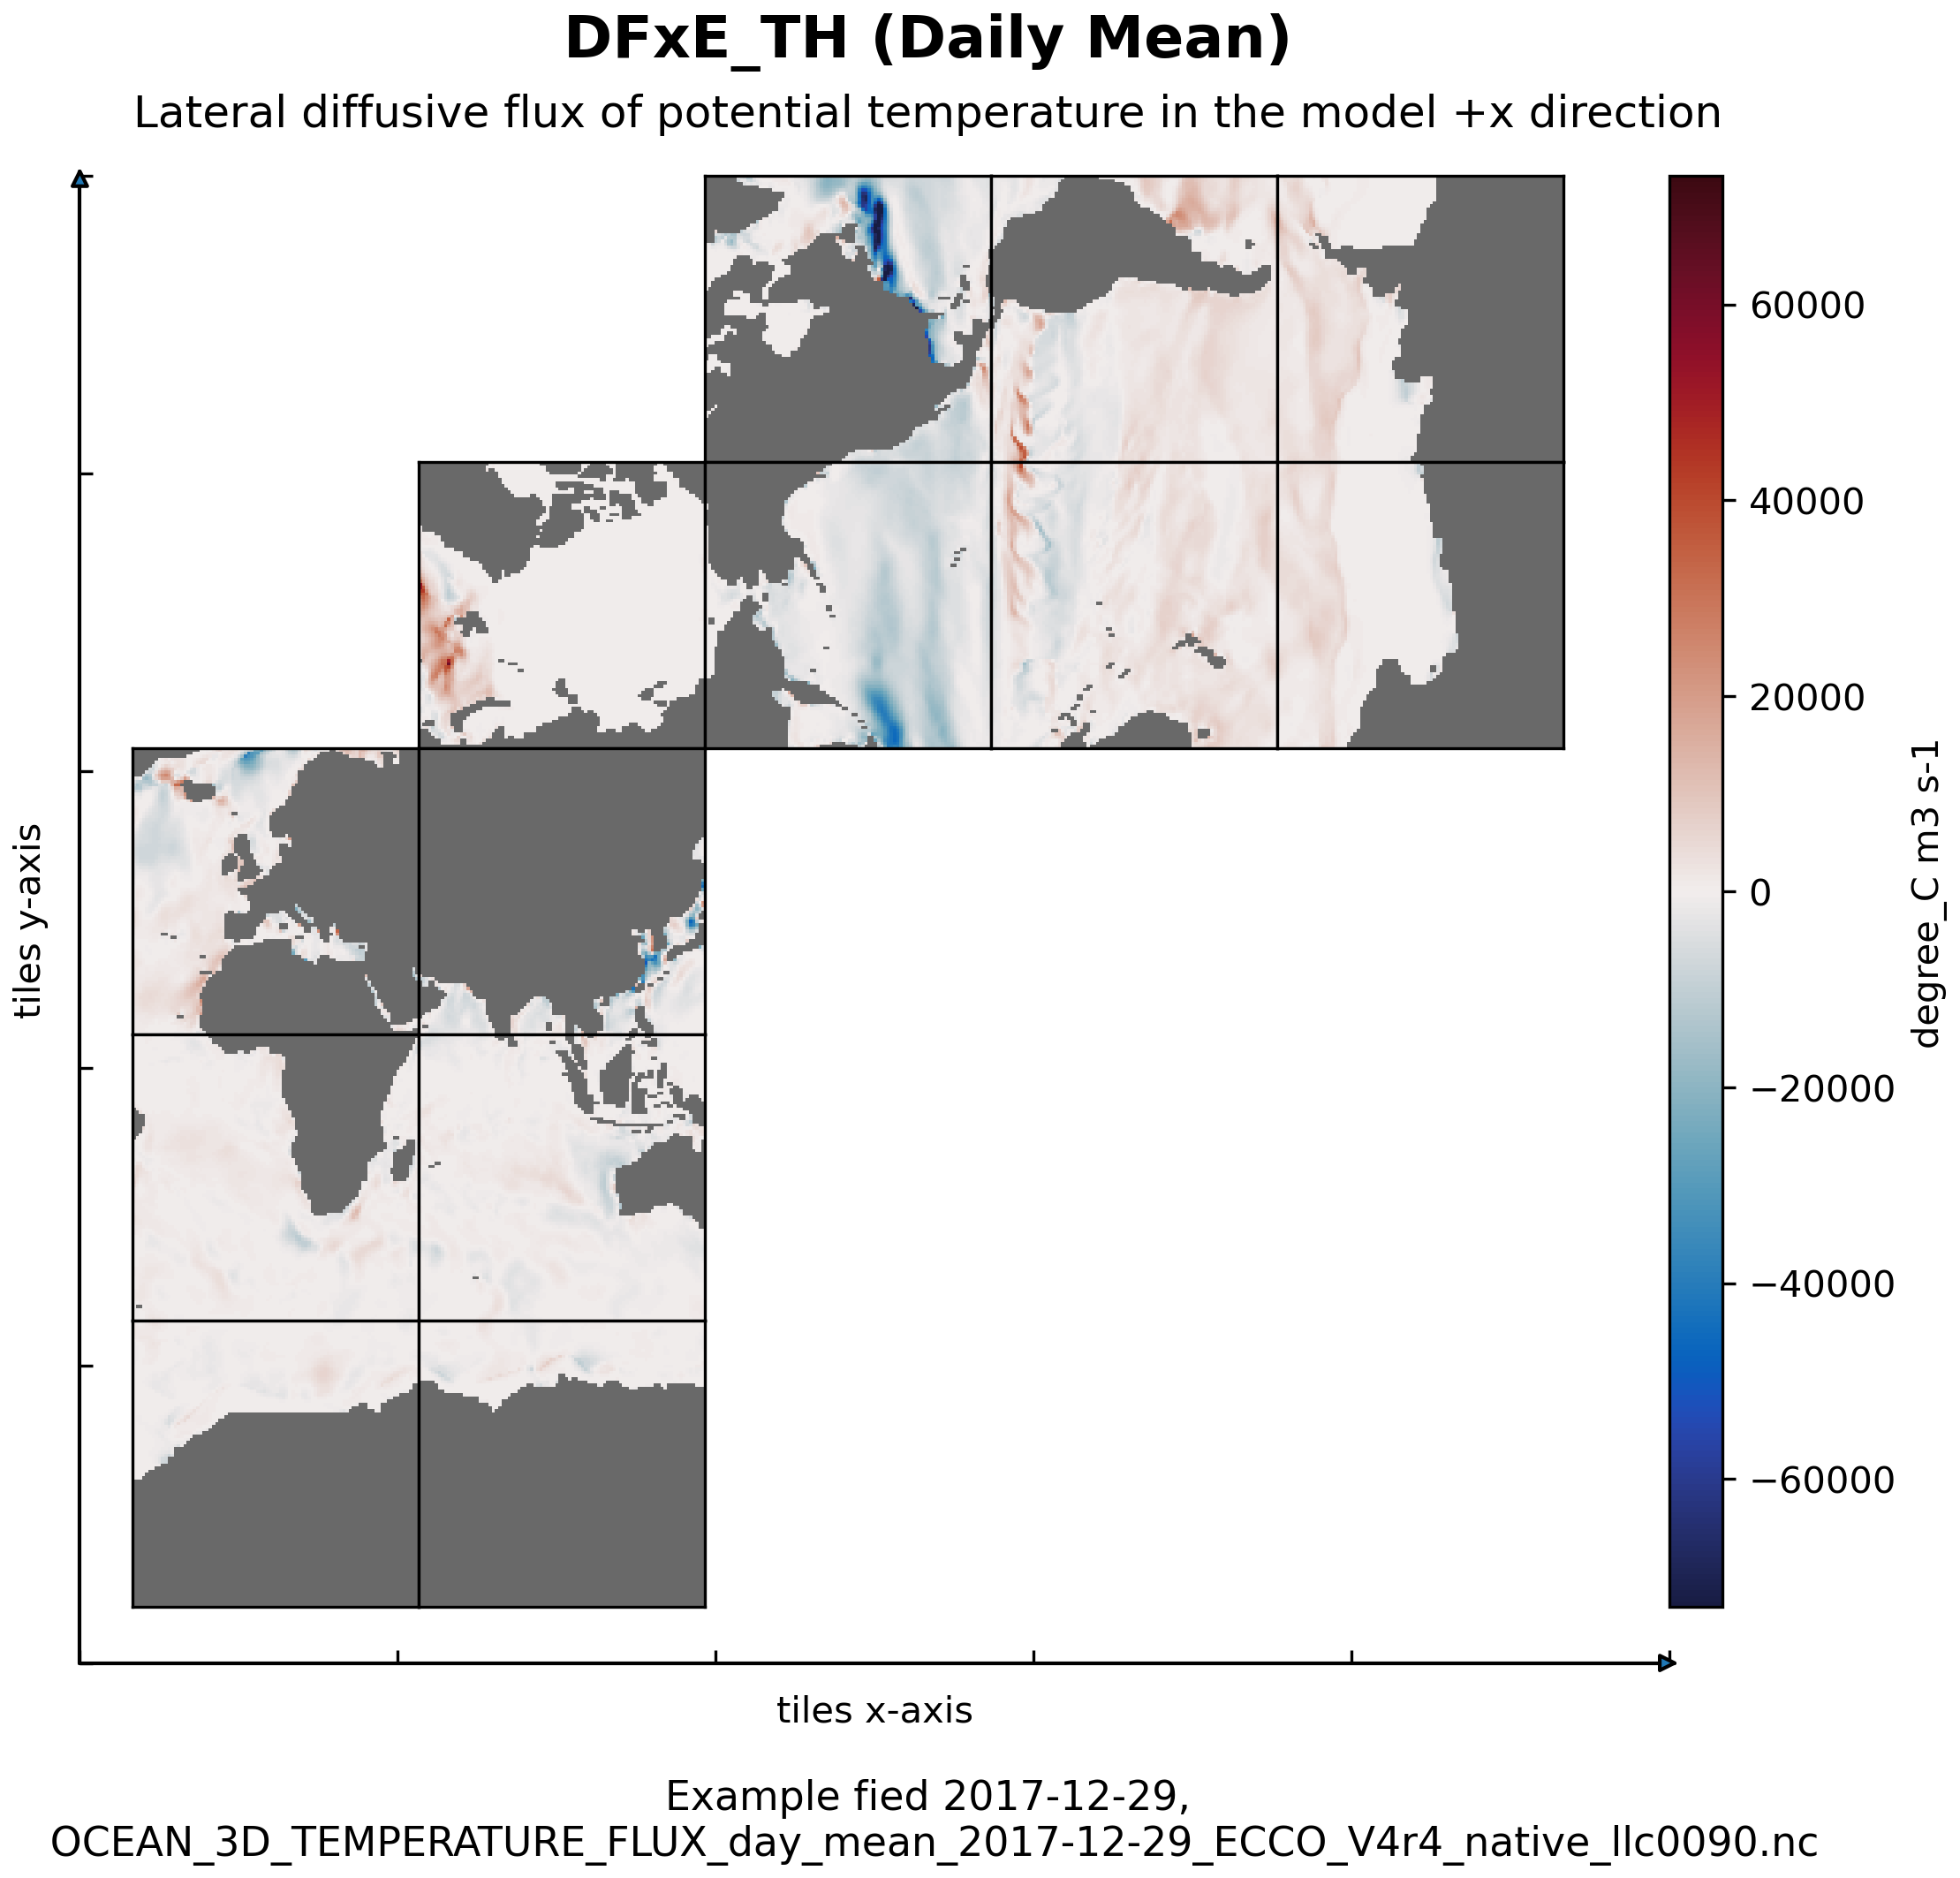 DFxE_TH (Daily Mean)
Lateral diffusive flux of potential temperature in the model +x direction
tiles y-axis
60000
40000
20000
0
−20000
−40000
−60000
degree_C m3 s-1
tiles x-axis
Example fied 2017-12-29,
OCEAN_3D_TEMPERATURE_FLUX_day_mean_2017-12-29_ECCO_V4r4_native_llc0090.nc